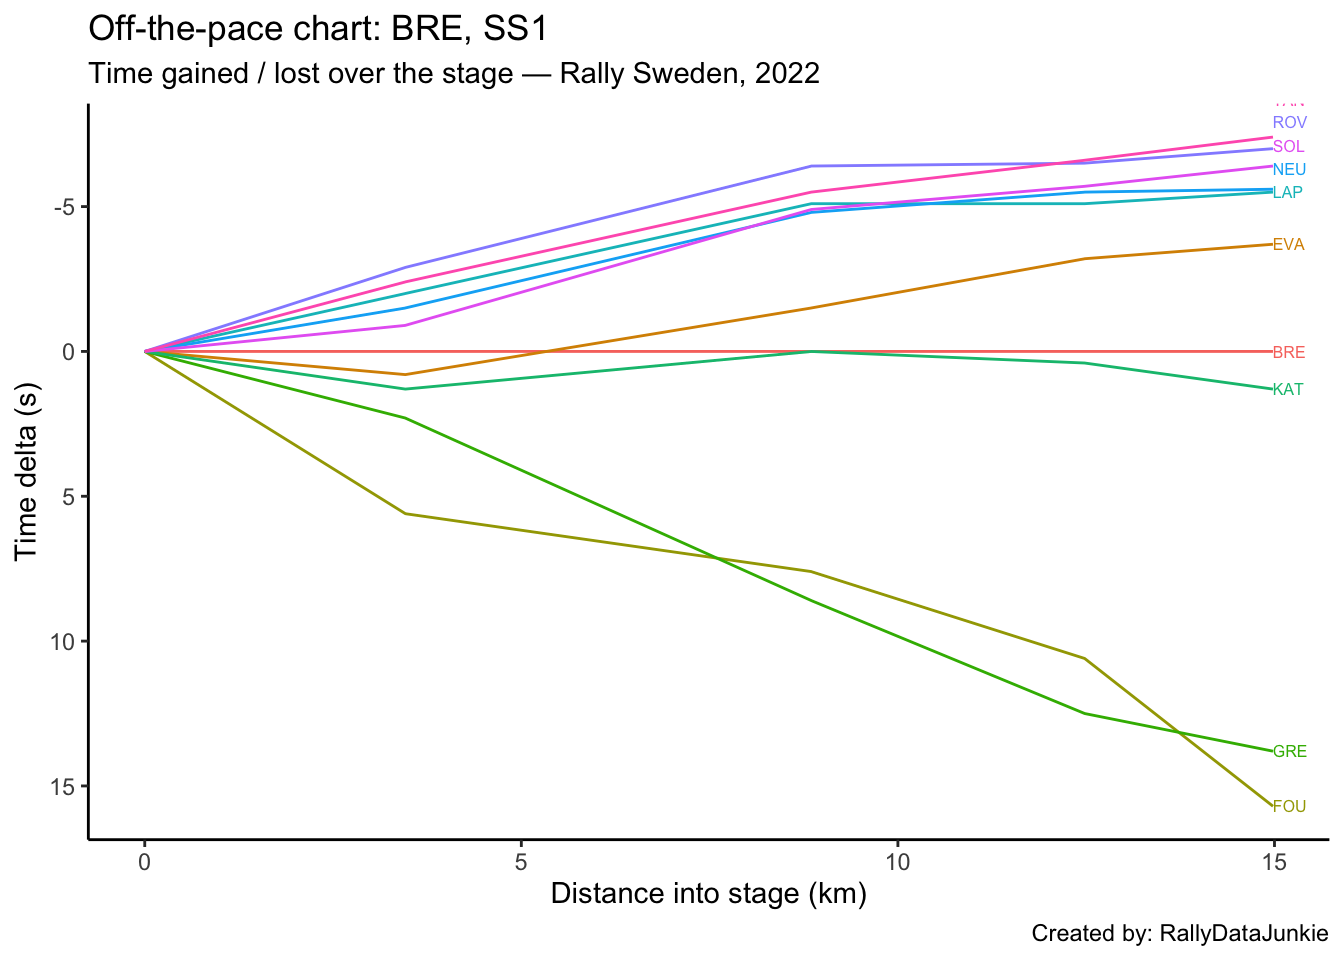 Off-the-pace chart: BRE, SS1
Time gained / lost over the stage — Rally Sweden, 2022
ROV
SOL
NEU
LAP
EVA
BRE
KAT
GRE
FOU
-5
0
5
10
15
Time delta (s)
0
5
10
15
Distance into stage (km)
Created by: RallyDataJunkie